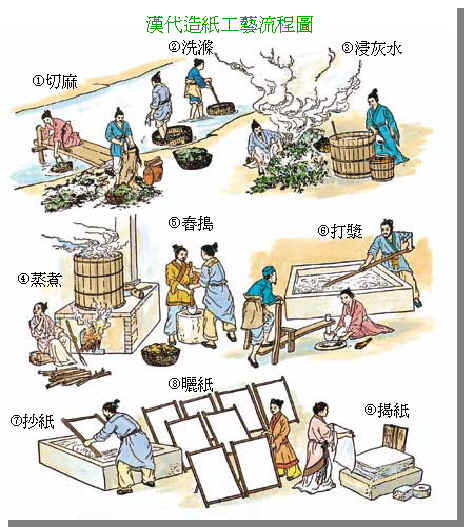 漢代造紙工藝流程圖
①切麻
②洗滌
③浸灰水
④蒸煮
⑤舂搗
⑥打漿
⑦抄紙
⑧曬紙
⑨揭紙